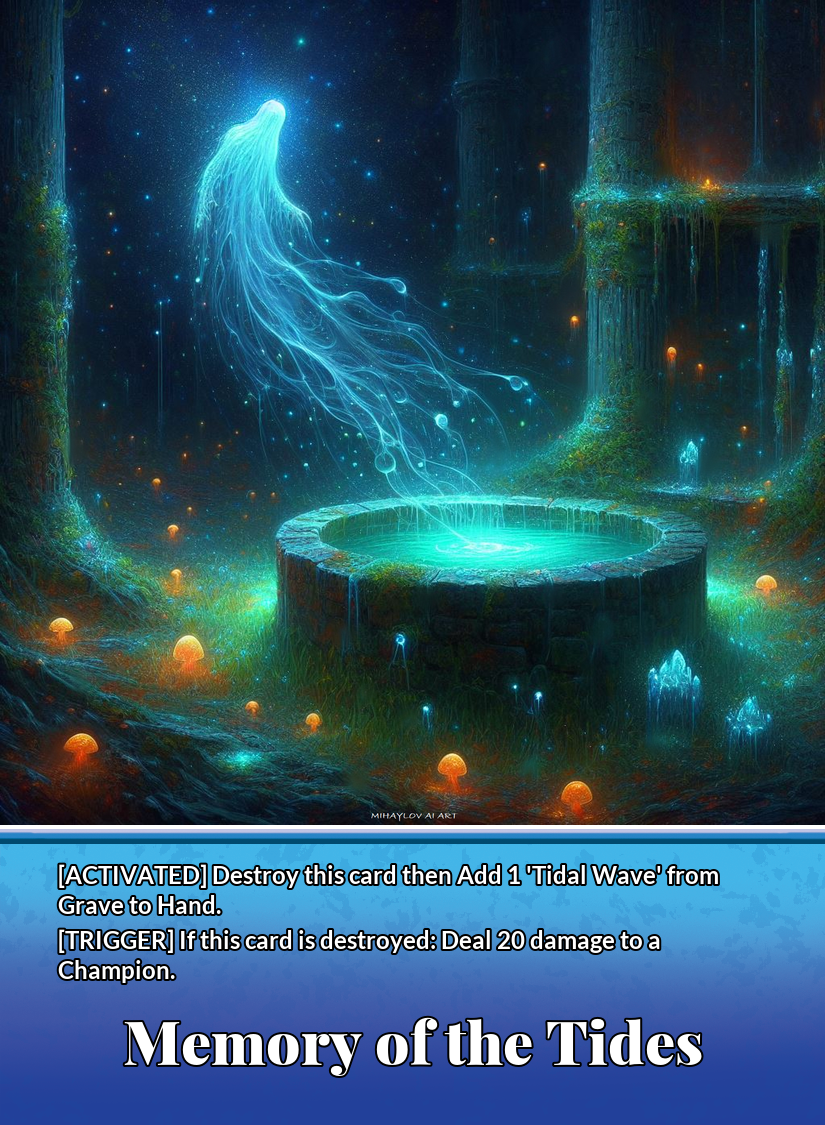 MIHAYLOV AI ART
[ACTIVATED] Destroy this card then Add 1 'Tidal Wave' from
Grave to Hand.
[TRIGGER] If this card is destroyed: Deal 20 damage to a
Champion.
Memory of the Tides